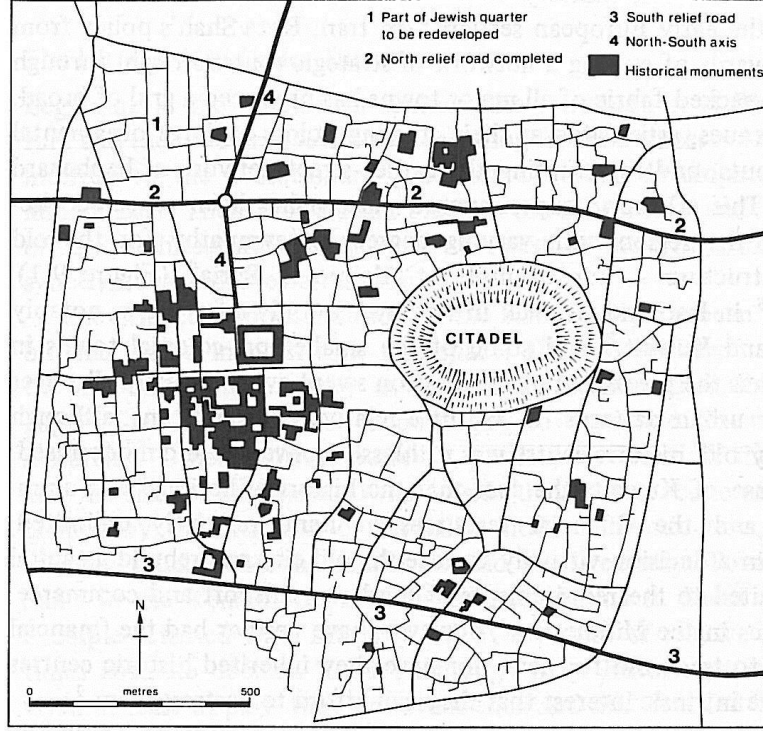 1 Part of Jewish quarter
to be redeveloped
2 North relief road completed
3 South relief road
4 North-South axis
Historical monuments
1
4
2
2
2
4
CITADEL
3
3
3
N
0 metres 500